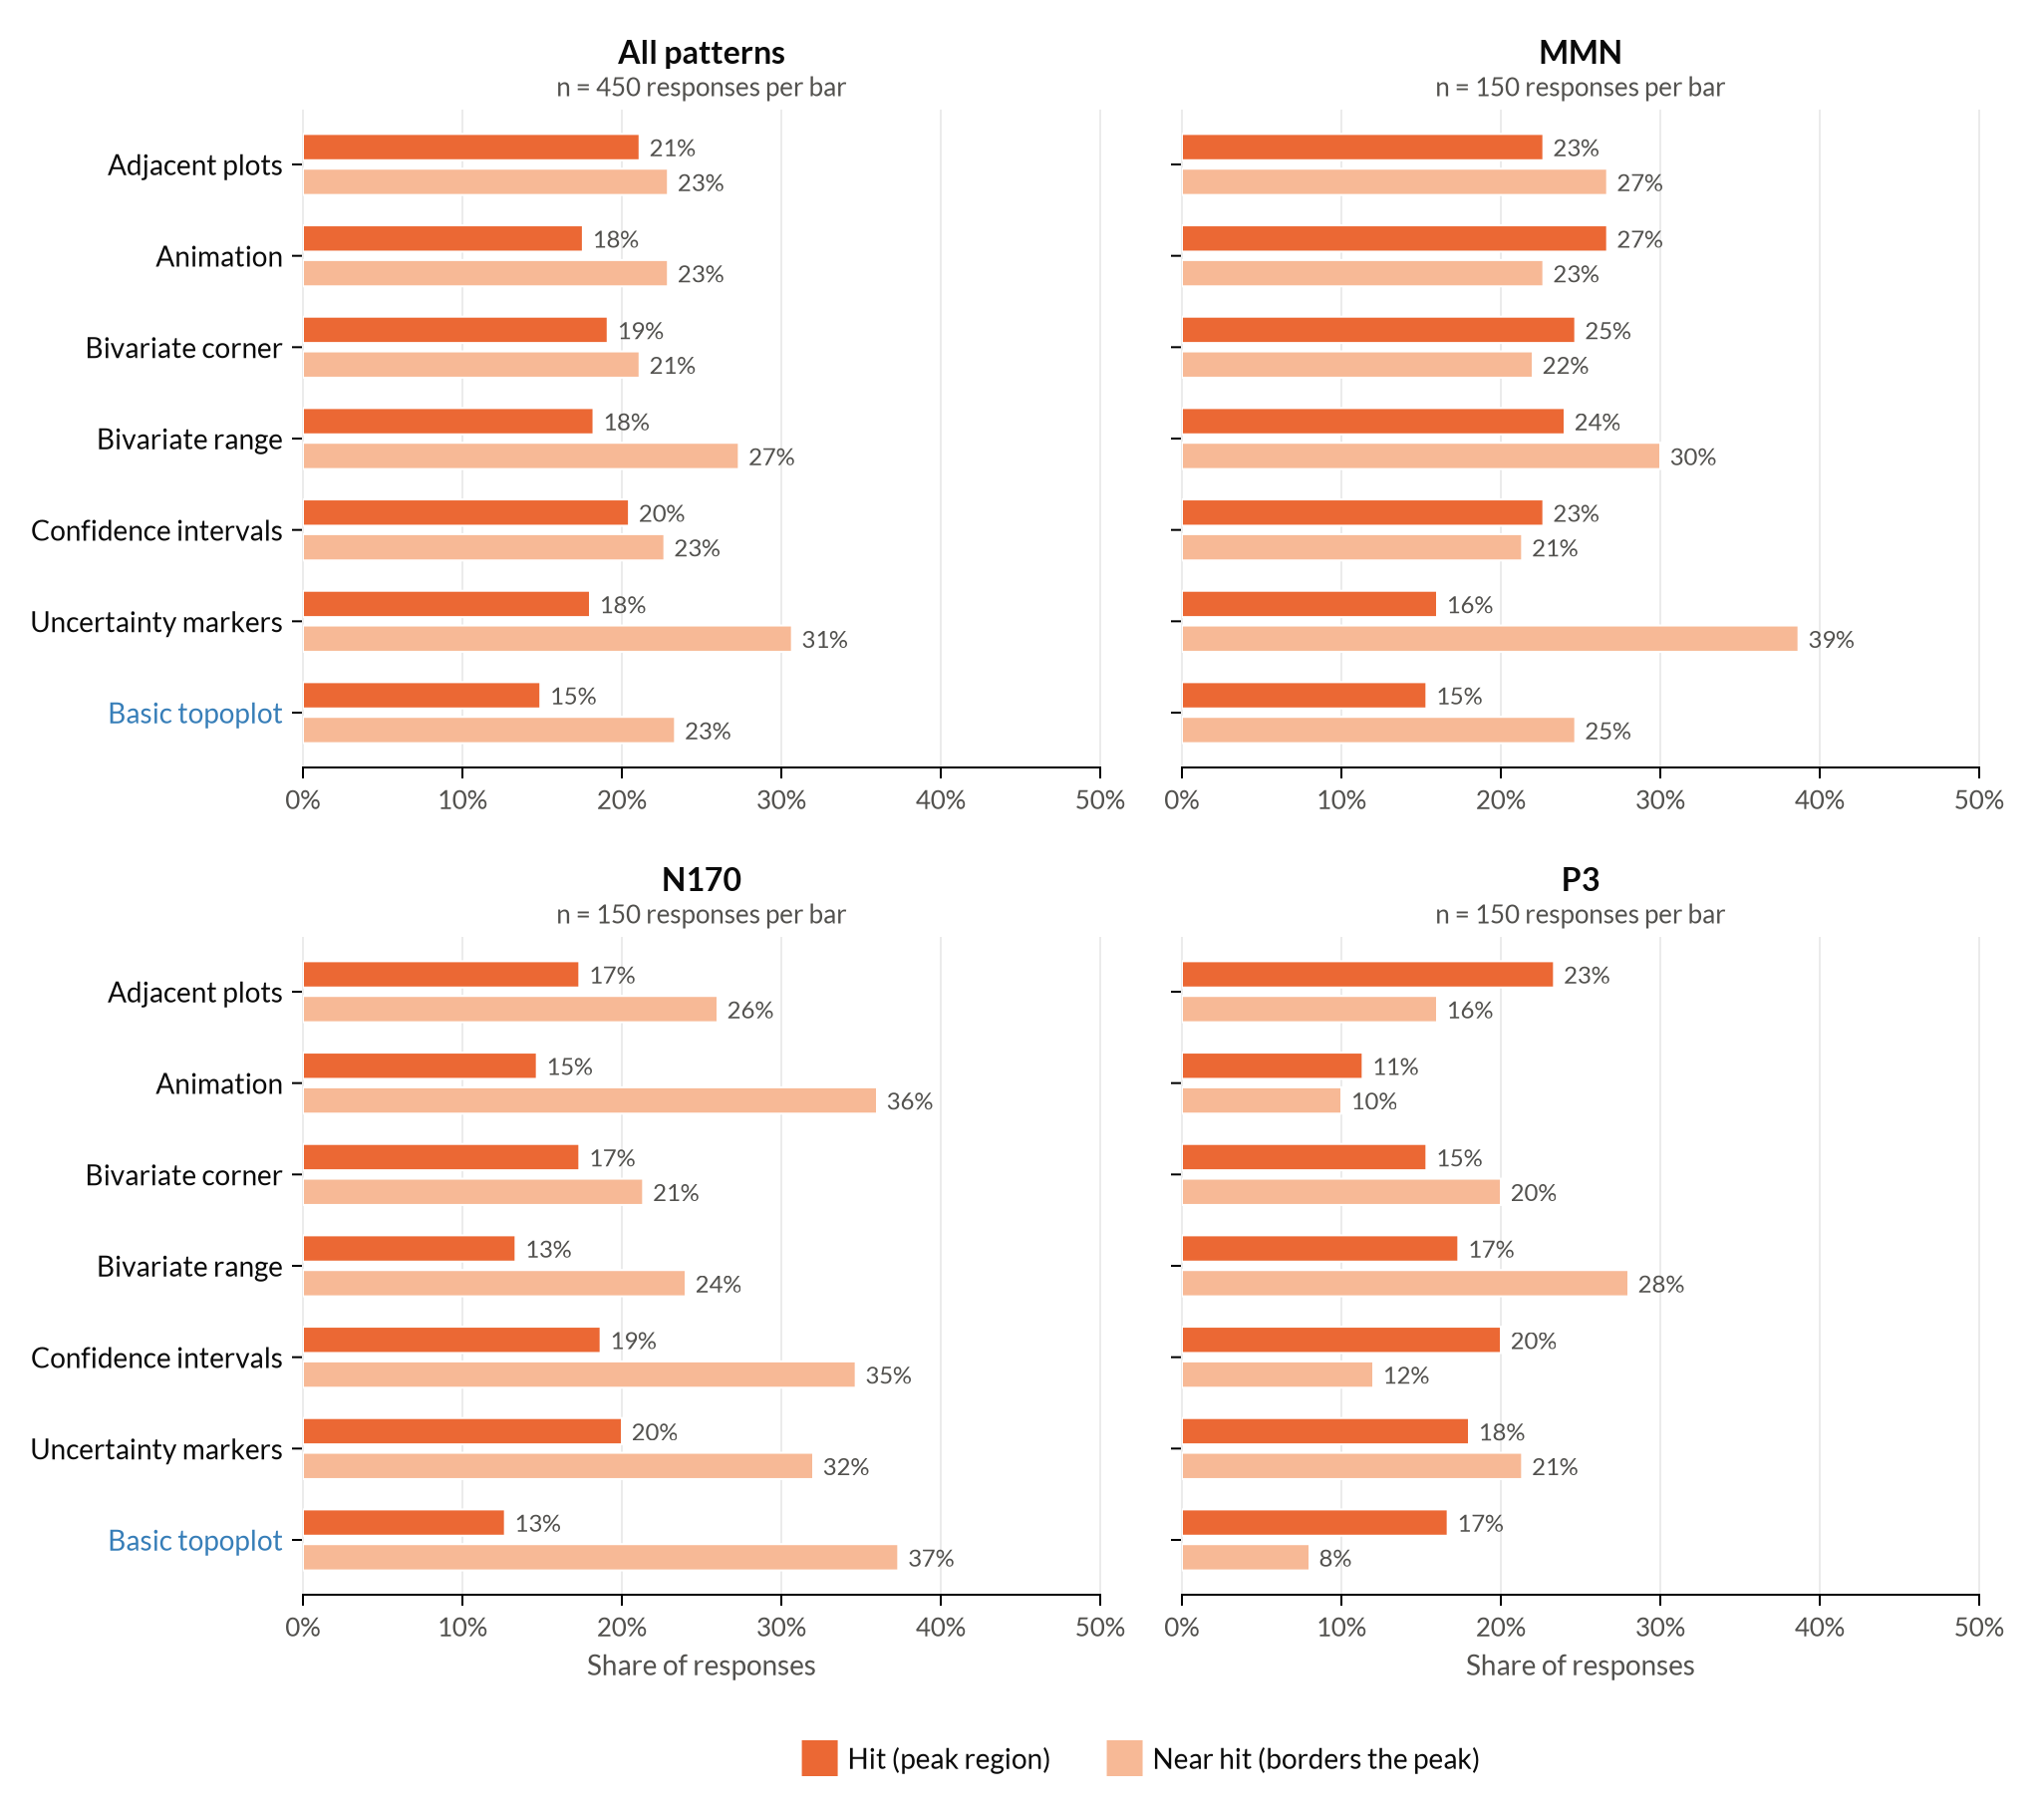 All patterns
n = 450 responses per bar
Adjacent plots
21%
23%
Animation
18%
23%
Bivariate corner
19%
21%
Bivariate range
18%
27%
Confidence intervals
20%
23%
Uncertainty markers
18%
31%
Basic topoplot
15%
23%
0% 10% 20% 30% 40% 50%
MMN
n = 150 responses per bar
23%
27%
27%
23%
25%
22%
24%
30%
23%
21%
16%
39%
15%
25%
0% 10% 20% 30% 40% 50%
N170
n = 150 responses per bar
Adjacent plots
17%
26%
Animation
15%
36%
Bivariate corner
17%
21%
Bivariate range
13%
24%
Confidence intervals
19%
35%
Uncertainty markers
20%
32%
Basic topoplot
13%
37%
0% 10% 20% 30% 40% 50%
Share of responses
P3
n = 150 responses per bar
23%
16%
11%
10%
15%
20%
17%
28%
20%
12%
18%
21%
17%
8%
0% 10% 20% 30% 40% 50%
Share of responses
Hit (peak region)
Near hit (borders the peak)